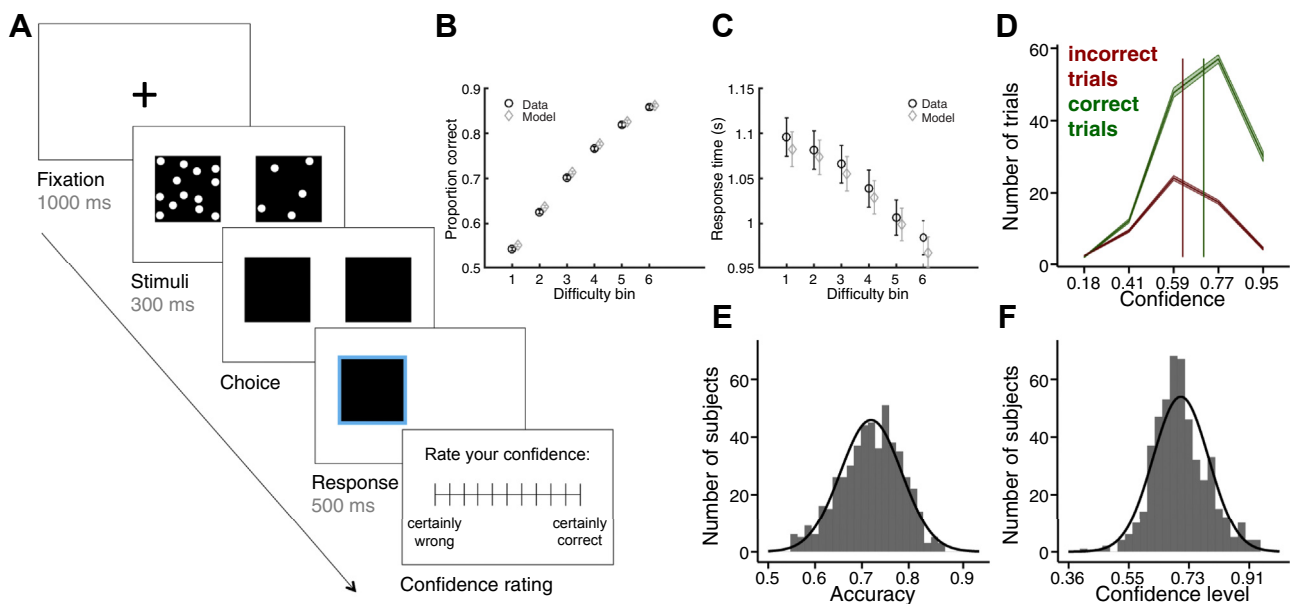 A
+
Fixation
1000 ms
Stimuli
300 ms
Choice
Response
500 ms
Rate your confidence:
certainly
wrong
certainly
correct
Confidence rating
B
Proportion correct
0.9
0.8
0.7
0.6
0.5
Data
Model
1 2 3 4 5 6
Difficulty bin
C
Response time (s)
1.15
1.1
1.05
1
0.95
Data
Model
1 2 3 4 5 6
Difficulty bin
D
Number of trials
60
40
20
0
incorrect
trials
correct
trials
0.18 0.41 0.59 0.77 0.95
Confidence
E
Number of subjects
60
40
20
0
0.5 0.6 0.7 0.8 0.9
Accuracy
F
Number of subjects
60
40
20
0
0.36 0.55 0.73 0.91
Confidence level